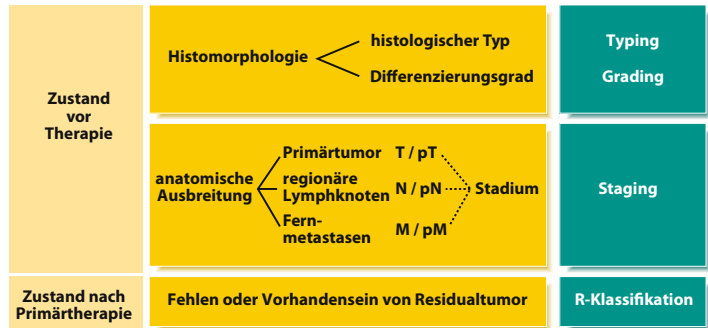 Zustand
vor
Therapie
Histomorphologie
histologischer Typ
Differenzierungsgrad
Typing
Grading
anatomische
Ausbreitung
Primärtumor T / pT
regionäre
Lymphknoten N / pN
Fern-
metastasen M / pM
Stadium
Staging
Zustand nach
Primärtherapie
Fehlen oder Vorhandensein von Residualtumor
R-Klassifikation